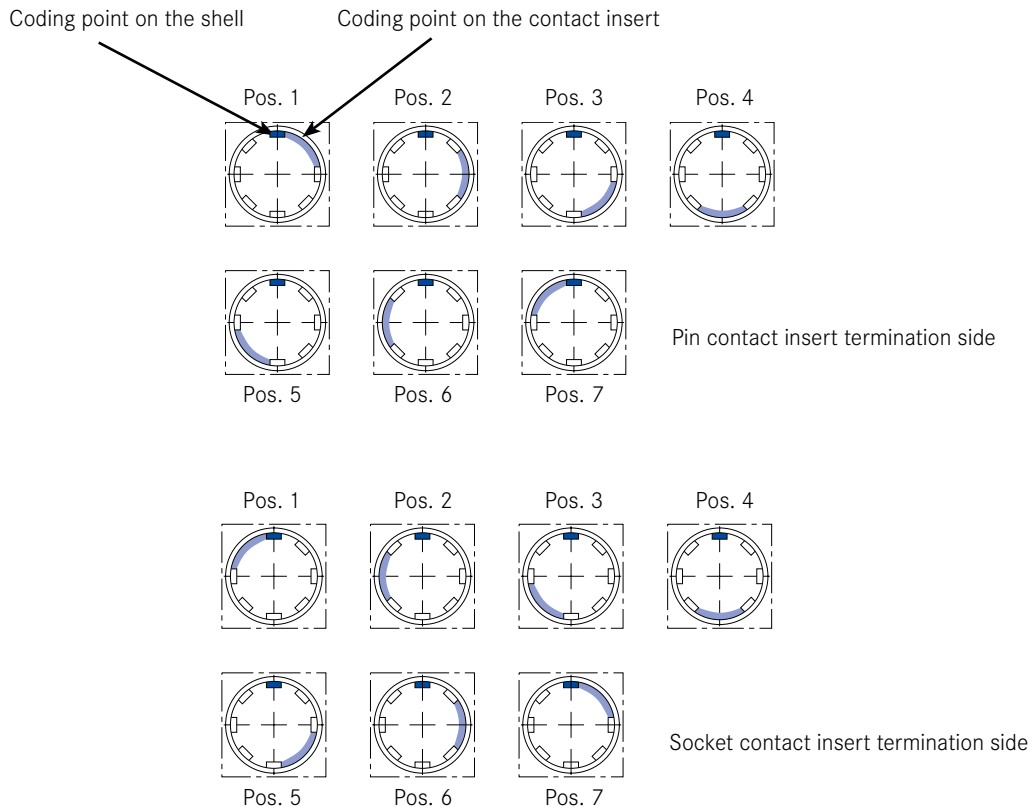 Coding point on the shell
Coding point on the contact insert
Pos. 1
Pos. 2
Pos. 3
Pos. 4
Pin contact insert termination side
Pos. 5
Pos. 6
Pos. 7
Pos. 1
Pos. 2
Pos. 3
Pos. 4
Socket contact insert termination side
Pos. 5
Pos. 6
Pos. 7